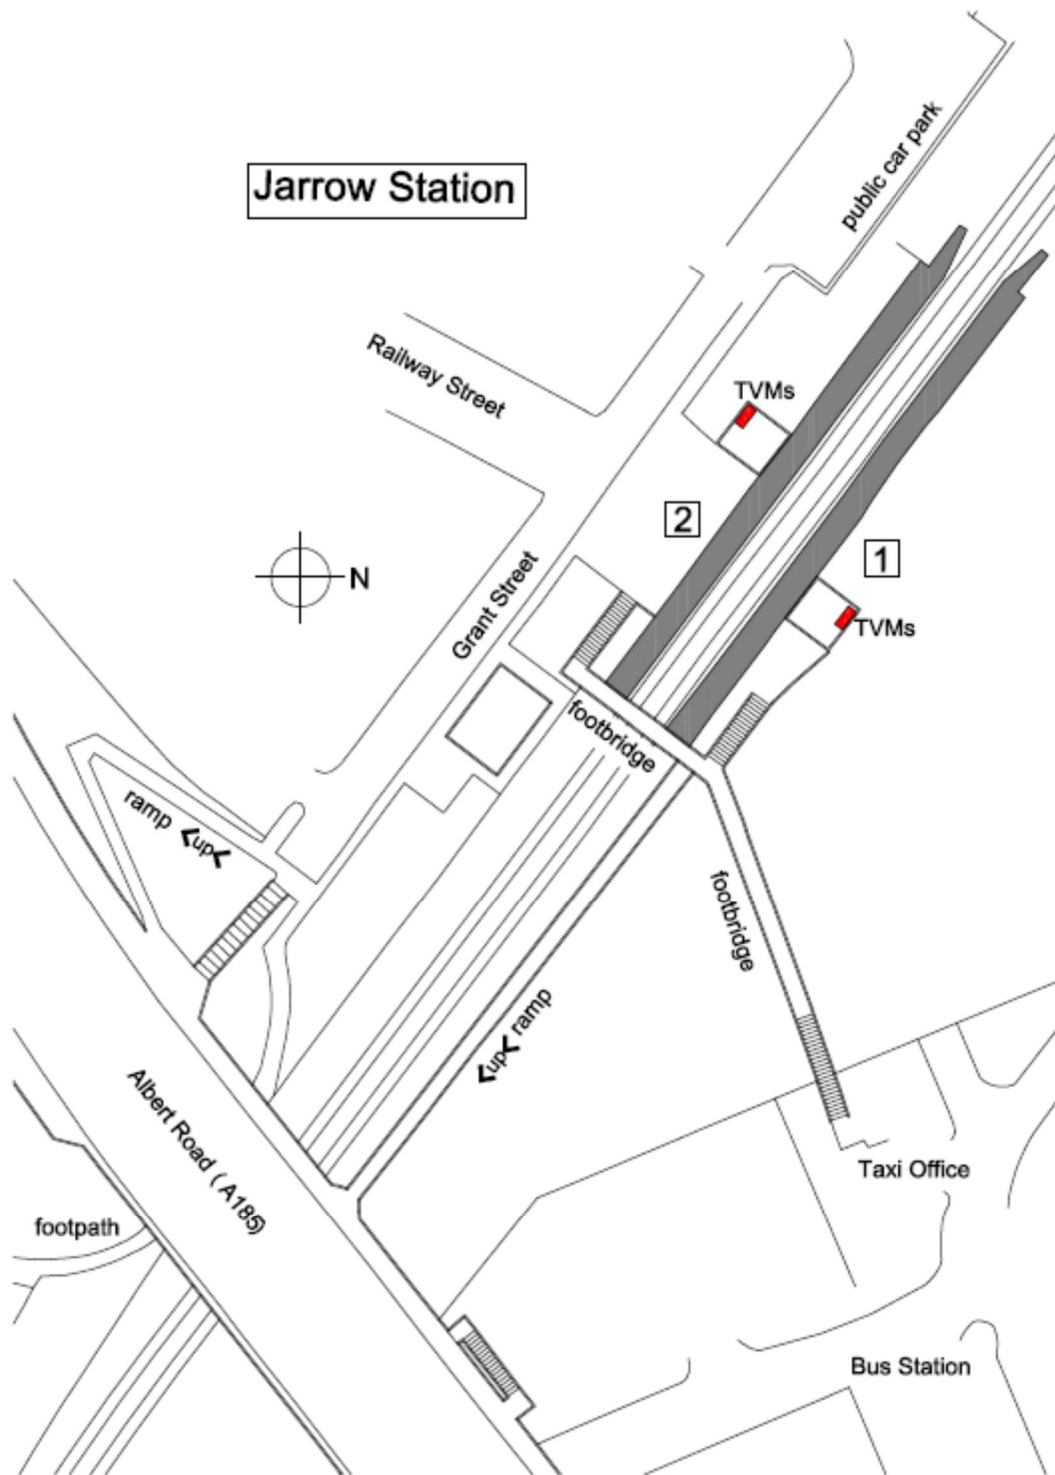 Jarrow Station
public car park
Railway Street
TVMs
2
1
N
Grant Street
TVMs
footbridge
ramp
up
footbridge
ramp
up
Albert Road (A185)
Taxi Office
footpath
Bus Station